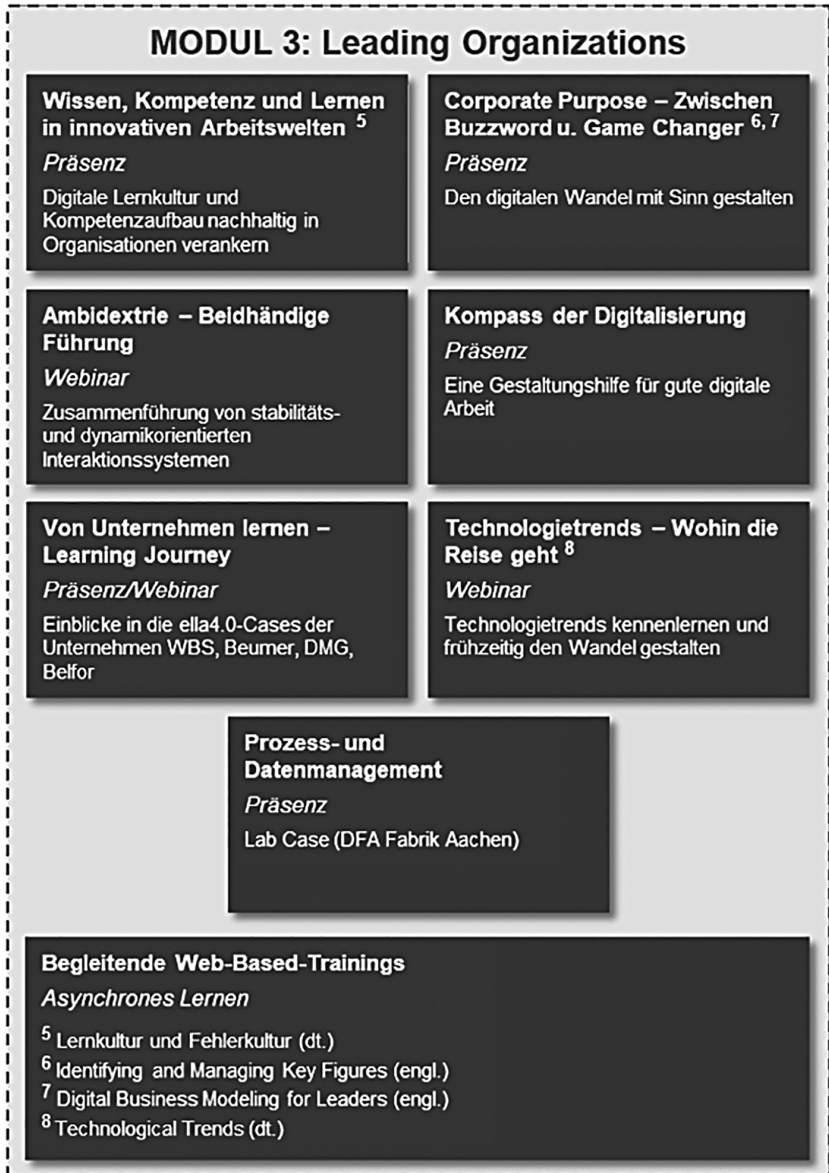 MODUL 3: Leading Organizations
Wissen, Kompetenz und Lernen
in innovativen Arbeitswelten ⁵
Präsenz
Digitale Lernkultur und
Kompetenzaufbau nachhaltig in
Organisationen verankern
Corporate Purpose – Zwischen
Buzzword u. Game Changer ⁶, ⁷
Präsenz
Den digitalen Wandel mit Sinn gestalten
Ambidextrie – Beidhändige
Führung
Webinar
Zusammenführung von stabilitäts-
und dynamikorientierten
Interaktionssystemen
Kompass der Digitalisierung
Präsenz
Eine Gestaltungshilfe für gute digitale
Arbeit
Von Unternehmen lernen –
Learning Journey
Präsenz/Webinar
Einblicke in die ella4.0-Cases der
Unternehmen WBS, Beumer, DMG,
Belfor
Technologietrends – Wohin die
Reise geht ⁸
Webinar
Technologietrends kennenlernen und
frühzeitig den Wandel gestalten
Prozess- und
Datenmanagement
Präsenz
Lab Case (DFA Fabrik Aachen)
Begleitende Web-Based-Trainings
Asynchrones Lernen
⁵ Lernkultur und Fehlerkultur (dt.)
⁶ Identifying and Managing Key Figures (engl.)
⁷ Digital Business Modeling for Leaders (engl.)
⁸ Technological Trends (dt.)